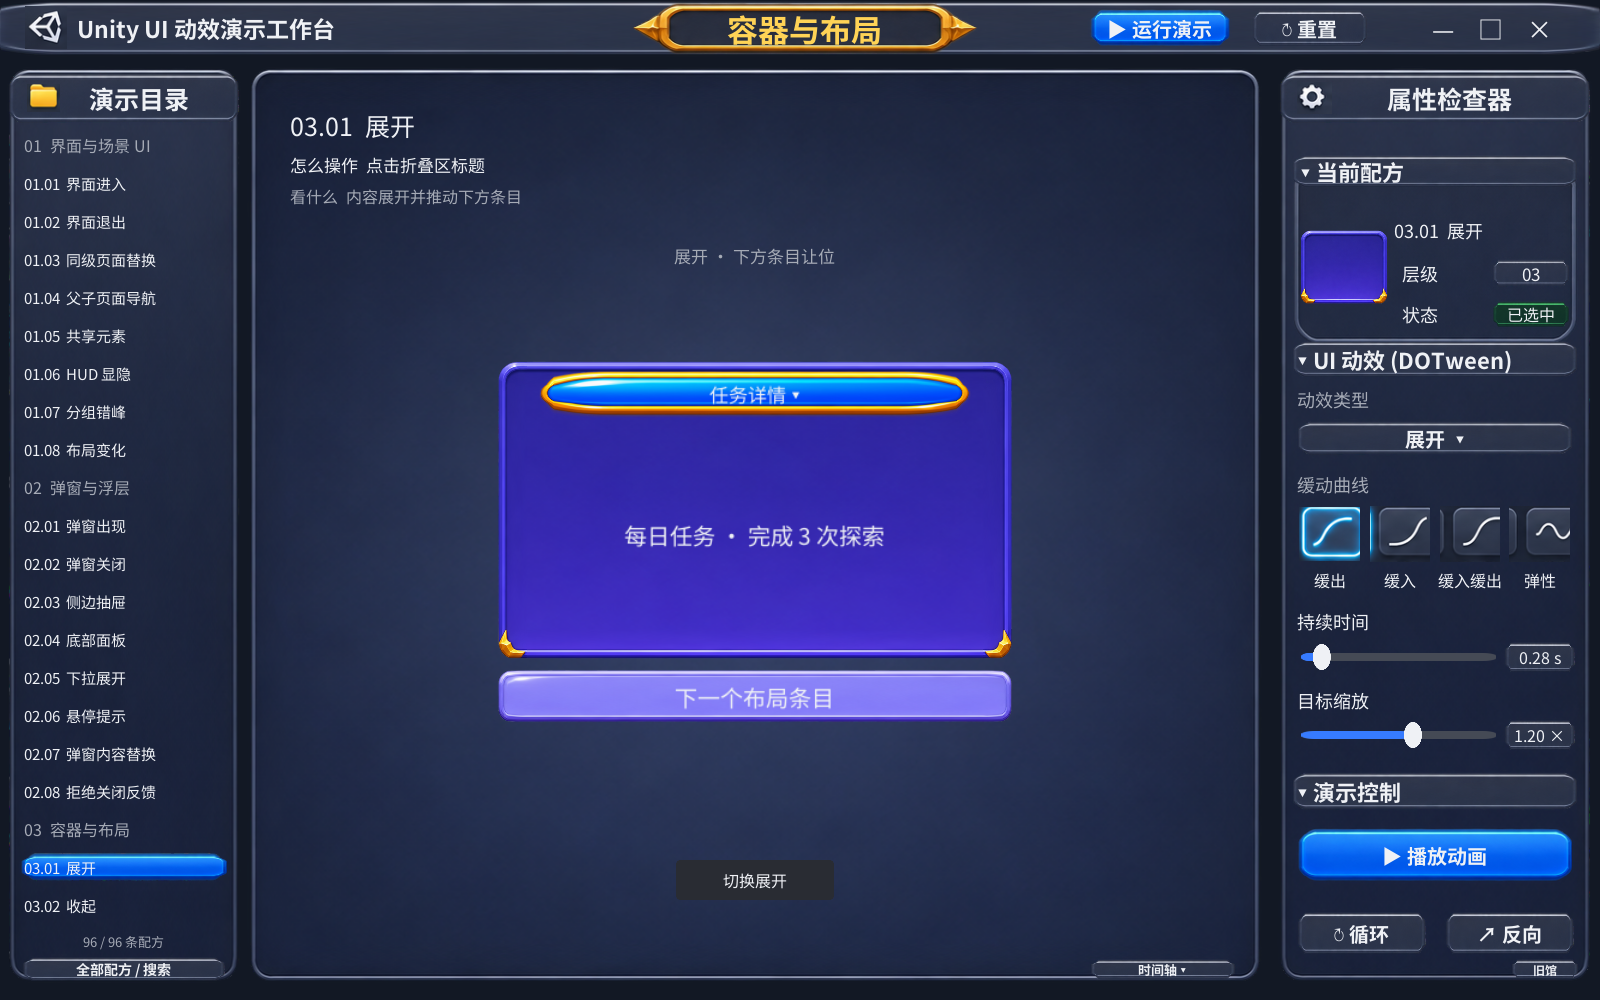 Unity UI 动效演示工作台
容器与布局
▶ 运行演示
重置
演示目录
01 界面与场景 UI
01.01 界面进入
01.02 界面退出
01.03 同级页面替换
01.04 父子页面导航
01.05 共享元素
01.06 HUD 显隐
01.07 分组错峰
01.08 布局变化
02 弹窗与浮层
02.01 弹窗出现
02.02 弹窗关闭
02.03 侧边抽屉
02.04 底部面板
02.05 下拉展开
02.06 悬停提示
02.07 弹窗内容替换
02.08 拒绝关闭反馈
03 容器与布局
03.01 展开
03.02 收起
96 / 96 条配方
全部配方 / 搜索
03.01 展开
怎么操作 点击折叠区标题
看什么 内容展开并推动下方条目
展开 · 下方条目让位
任务详情 ▾
每日任务 · 完成 3 次探索
下一个布局条目
切换展开
时间轴 ▾
属性检查器
▾ 当前配方
03.01 展开
层级 03
状态 已选中
▾ UI 动效 (DOTween)
动效类型
展开 ▾
缓动曲线
缓出 缓入 缓入缓出 弹性
持续时间
0.28 s
目标缩放
1.20 ×
▾ 演示控制
▶ 播放动画
循环
↗ 反向
旧馆